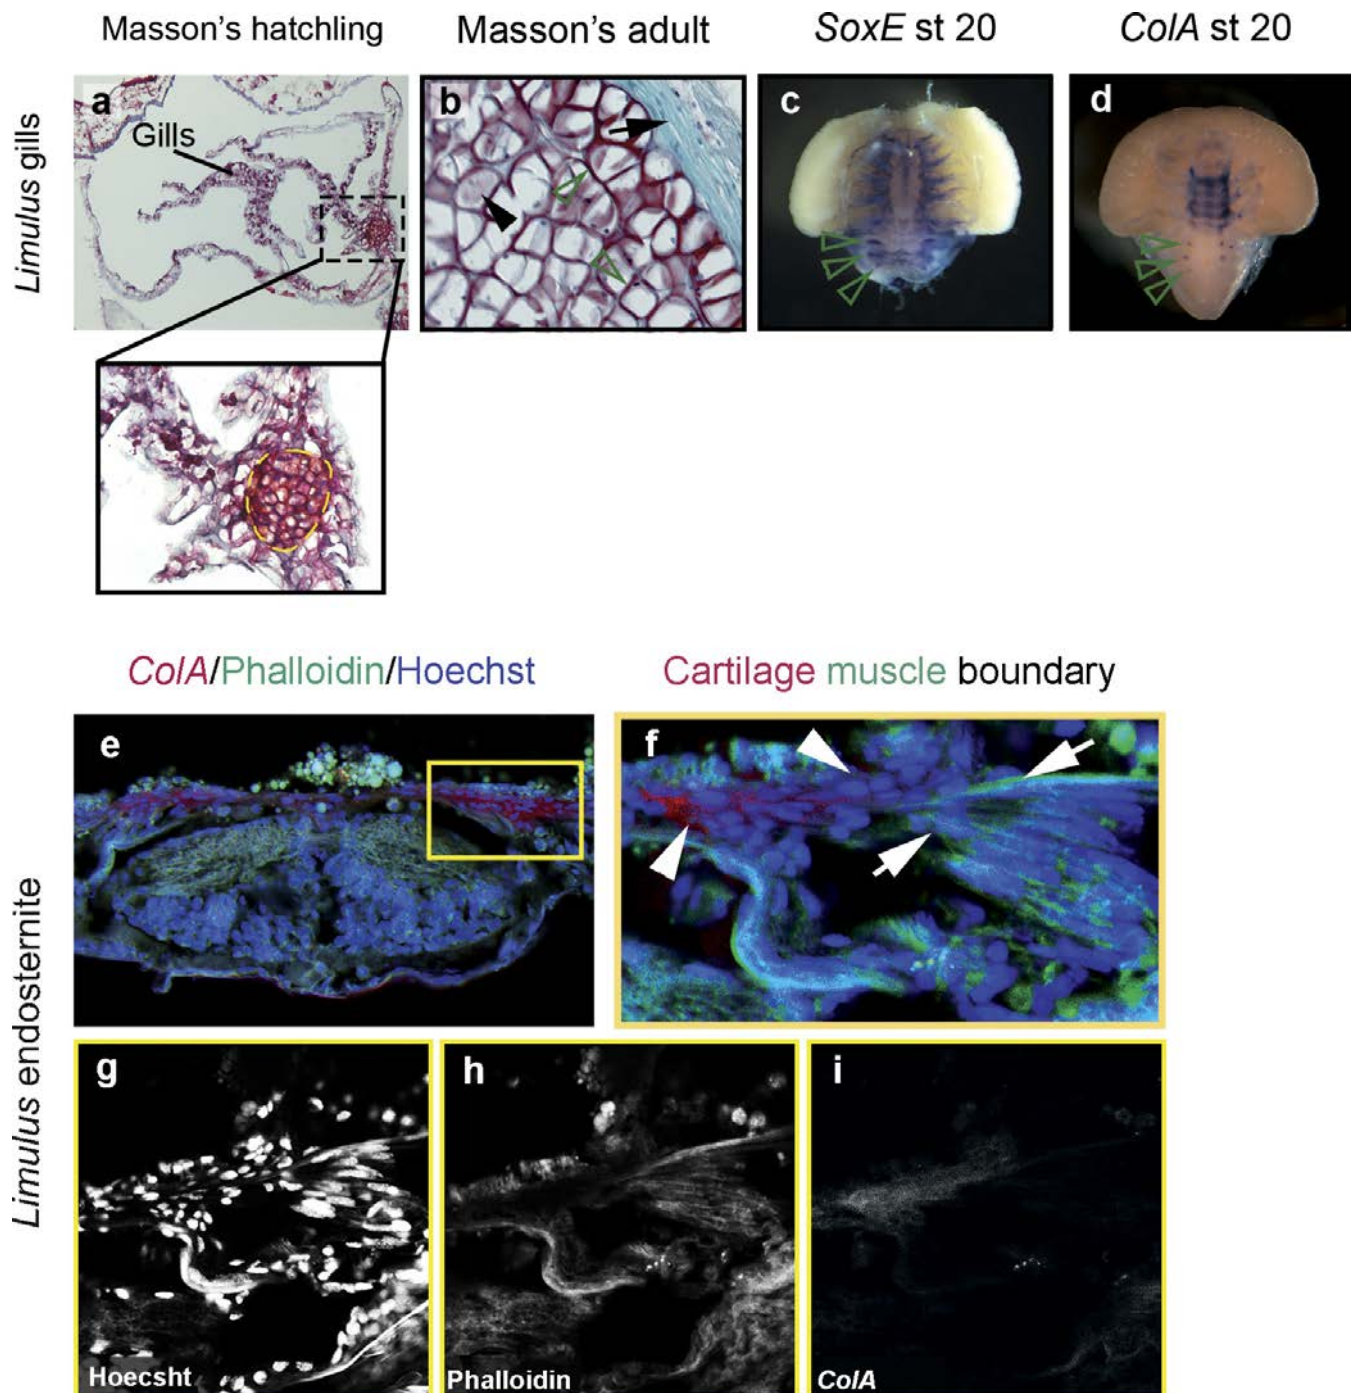 Masson's hatchling
Masson's adult
SoxE st 20
ColA st 20
Limulus gills
a
Gills
b
c
d
ColA/Phalloidin/Hoechst
Cartilage muscle boundary
Limulus endosternite
e
f
g
Hoecsht
h
Phalloidin
i
ColA